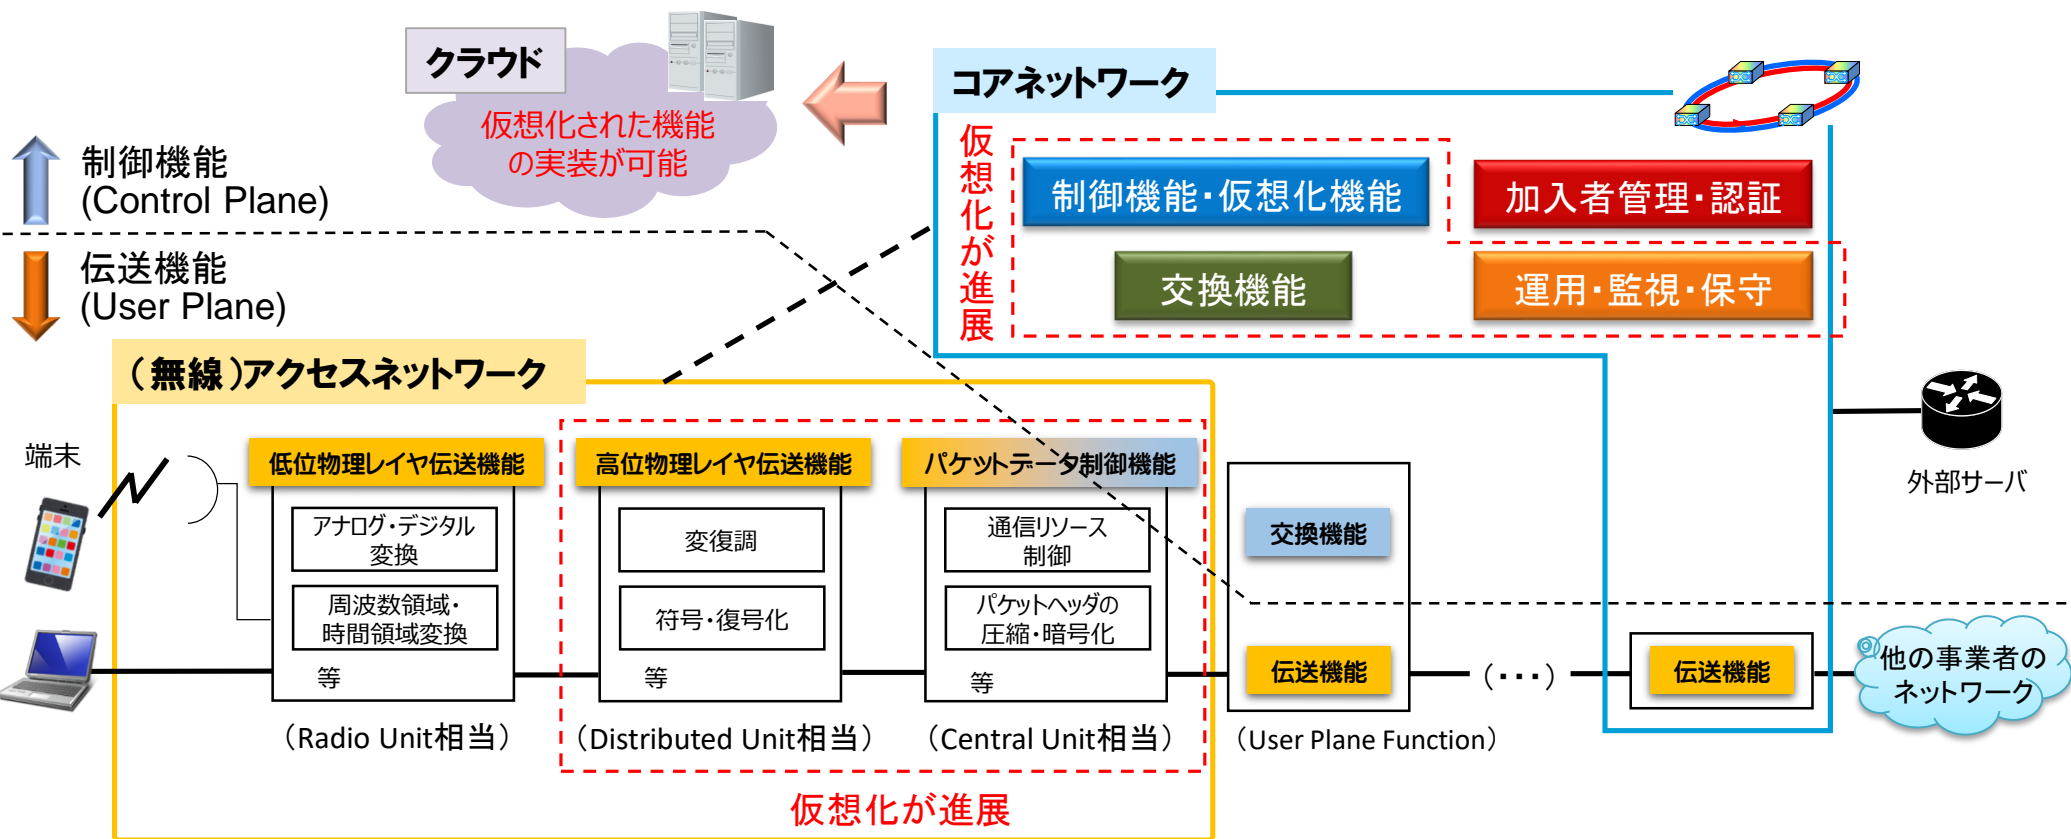 クラウド
仮想化された機能
の実装が可能
コアネットワーク
仮想化が進展
制御機能・仮想化機能
加入者管理・認証
交換機能
運用・監視・保守
制御機能
(Control Plane)
伝送機能
(User Plane)
（無線）アクセスネットワーク
端末
低位物理レイヤ伝送機能
アナログ・デジタル
変換
周波数領域・
時間領域変換
等
（Radio Unit相当）
高位物理レイヤ伝送機能
変復調
符号・復号化
等
（Distributed Unit相当）
パケットデータ制御機能
通信リソース
制御
パケットヘッダの
圧縮・暗号化
等
（Central Unit相当）
仮想化が進展
交換機能
伝送機能
（User Plane Function）
（・・・）
伝送機能
外部サーバ
他の事業者の
ネットワーク